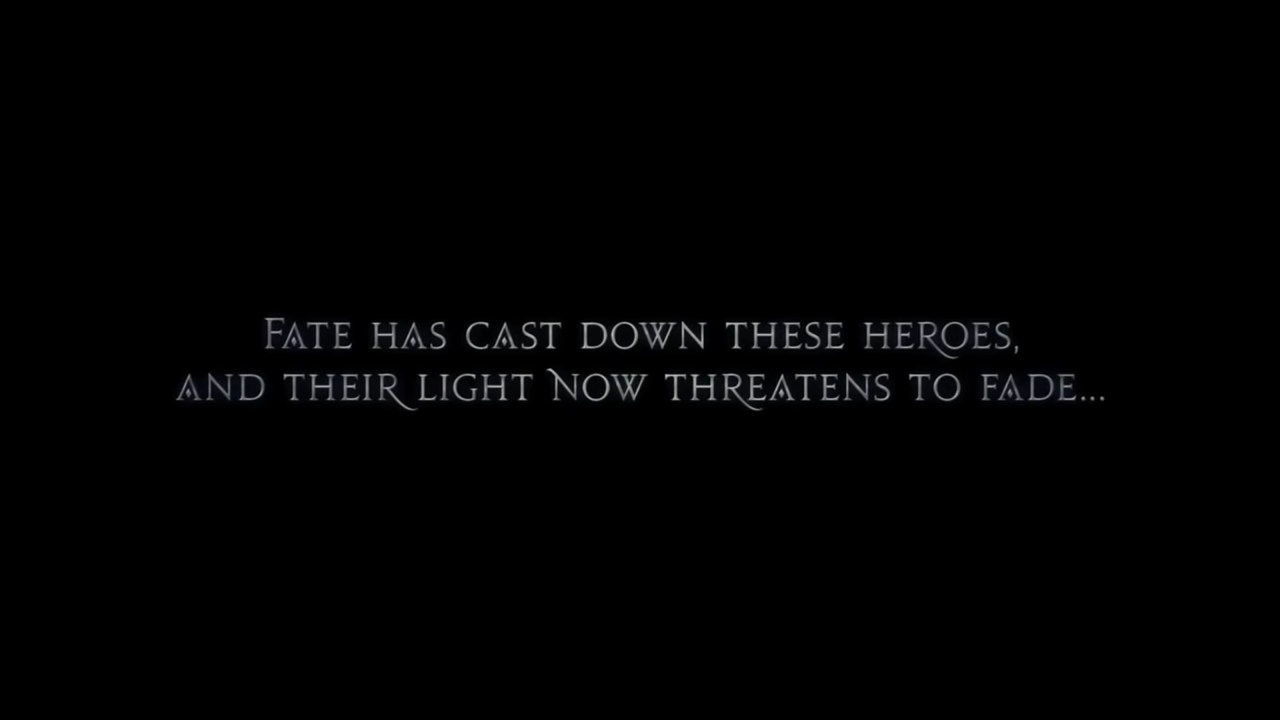 Fate has cast down these heroes,
and their light now threatens to fade...